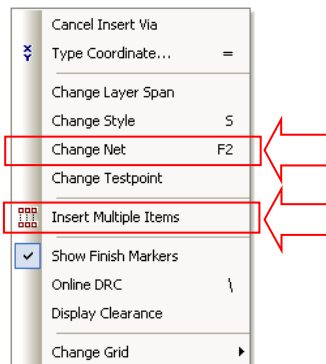 Cancel Insert Via
X Y Type Coordinate... =
Change Layer Span
Change Style S
Change Net F2
Change Testpoint
Insert Multiple Items
Show Finish Markers
Online DRC \
Display Clearance
Change Grid